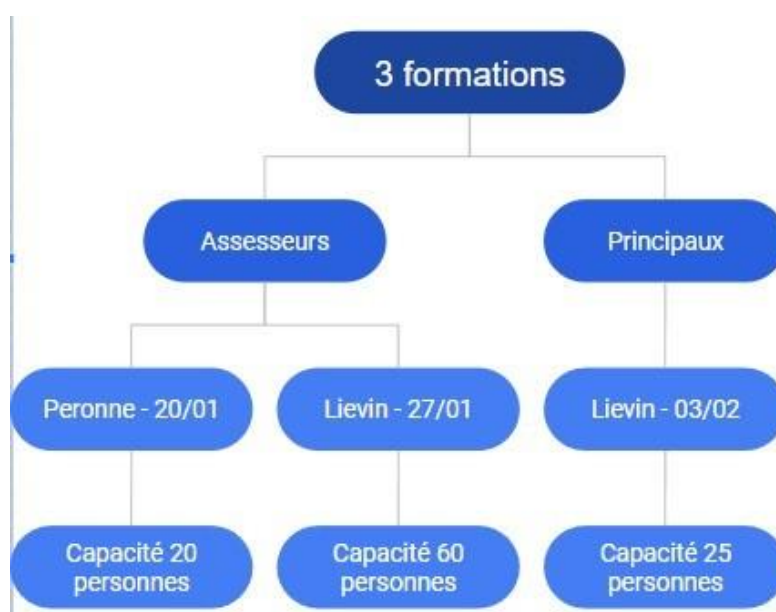 3 formations
Assesseurs
Principaux
Peronne - 20/01
Lievin - 27/01
Lievin - 03/02
Capacité 20
personnes
Capacité 60
personnes
Capacité 25
personnes